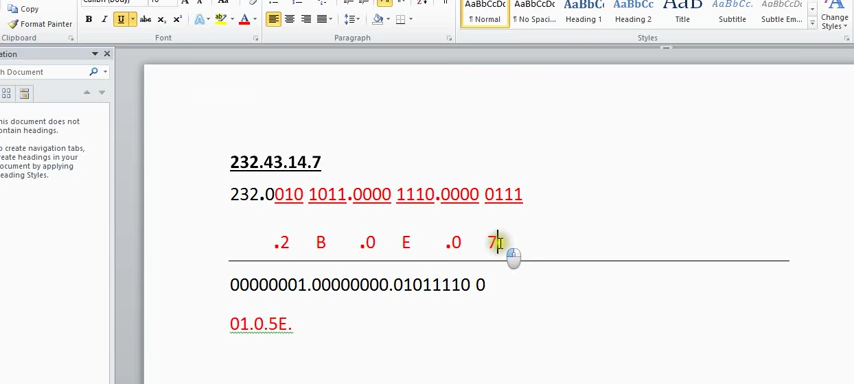 Copy
Format Painter
B I U
Font
Paragraph
AaBbCcDc AaBbCcDc AaBbCc AaBbCc AaB AaBbCcDc AaBbCcDc
¶ Normal ¶ No Spaci... Heading 1 Heading 2 Title Subtitle Subtle Em...
Change
Styles
Styles
ation
h Document
his document does not
ontain headings.
o create navigation tabs,
reate headings in your
ocument by applying
eading Styles.
232.43.14.7
232.0010 1011.0000 1110.0000 0111
.2 B .0 E .0 7
00000001.00000000.01011110 0
01.0.5E.